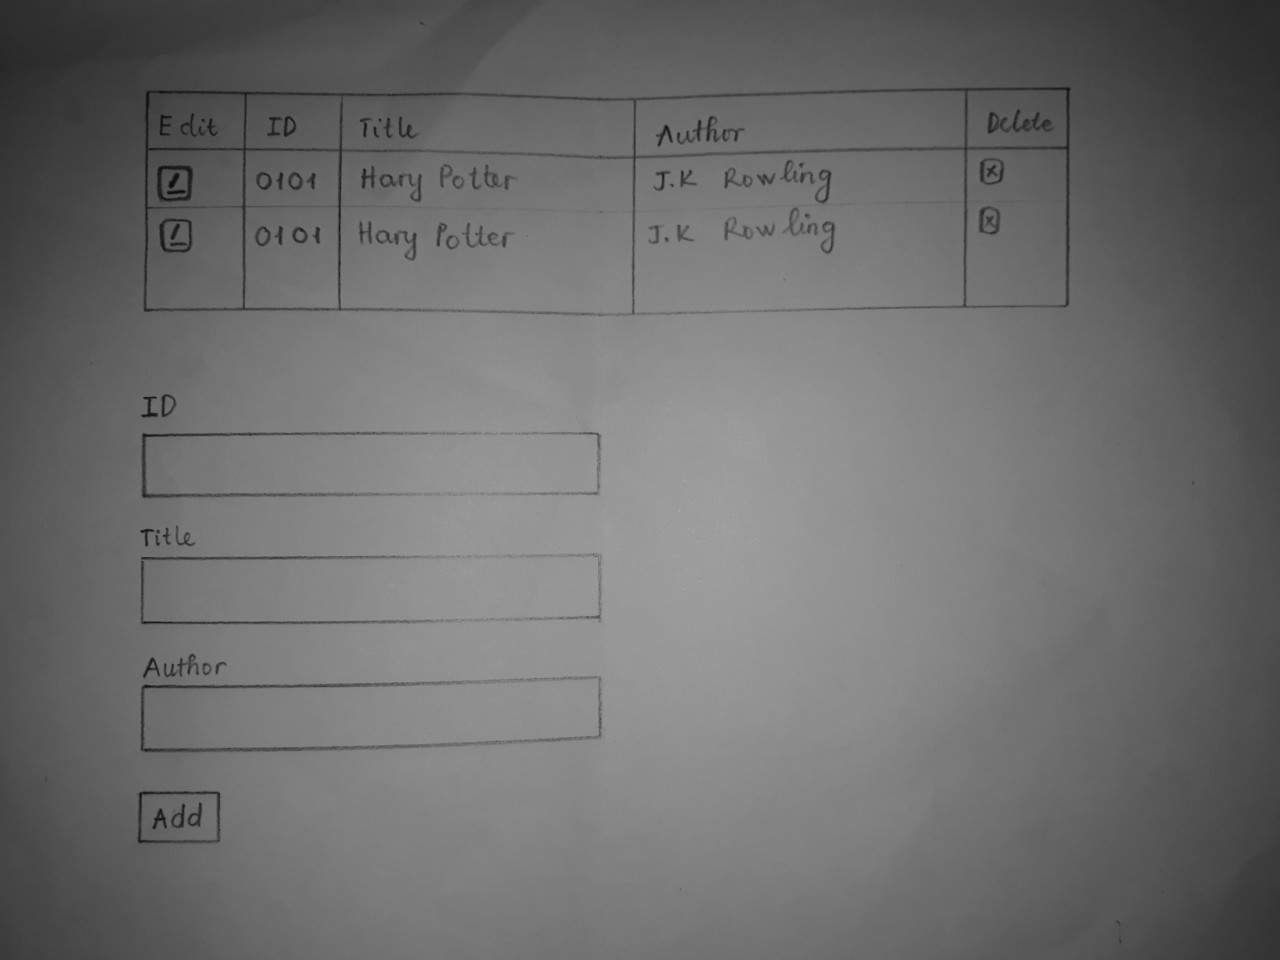 Edit ID Title Author Delete
0101 Hary Potter J.K Rowling
0101 Hary Potter J.K Rowling
ID
Title
Author
Add